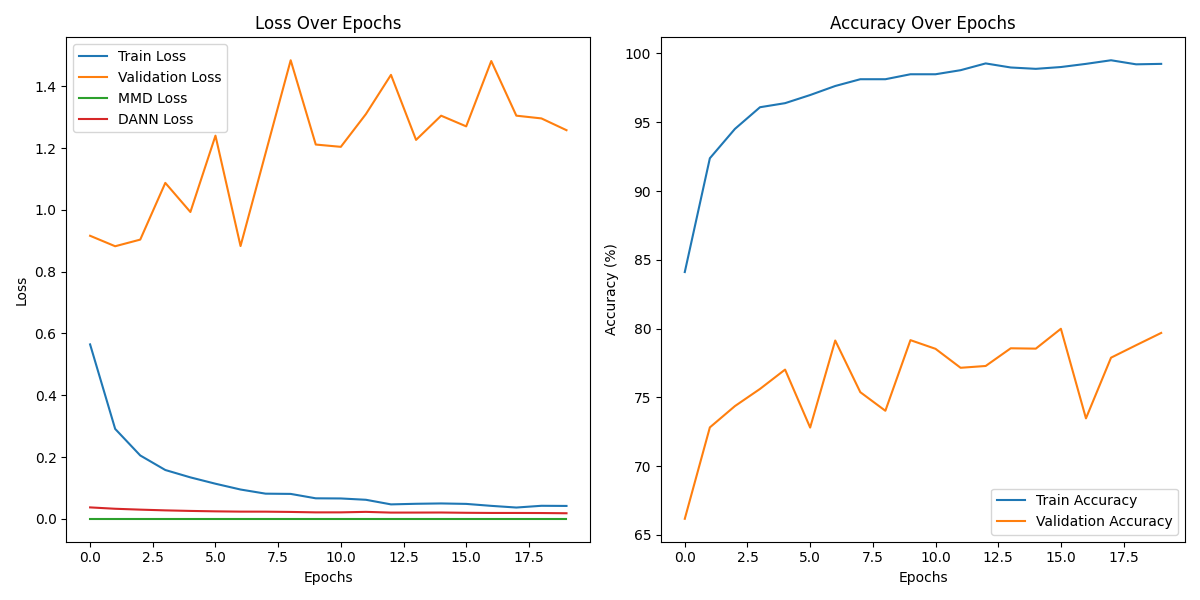 Loss Over Epochs
Train Loss
Validation Loss
MMD Loss
DANN Loss
Loss
1.4
1.2
1.0
0.8
0.6
0.4
0.2
0.0
0.0 2.5 5.0 7.5 10.0 12.5 15.0 17.5
Epochs
Accuracy Over Epochs
Accuracy (%)
100
95
90
85
80
75
70
65
Train Accuracy
Validation Accuracy
0.0 2.5 5.0 7.5 10.0 12.5 15.0 17.5
Epochs